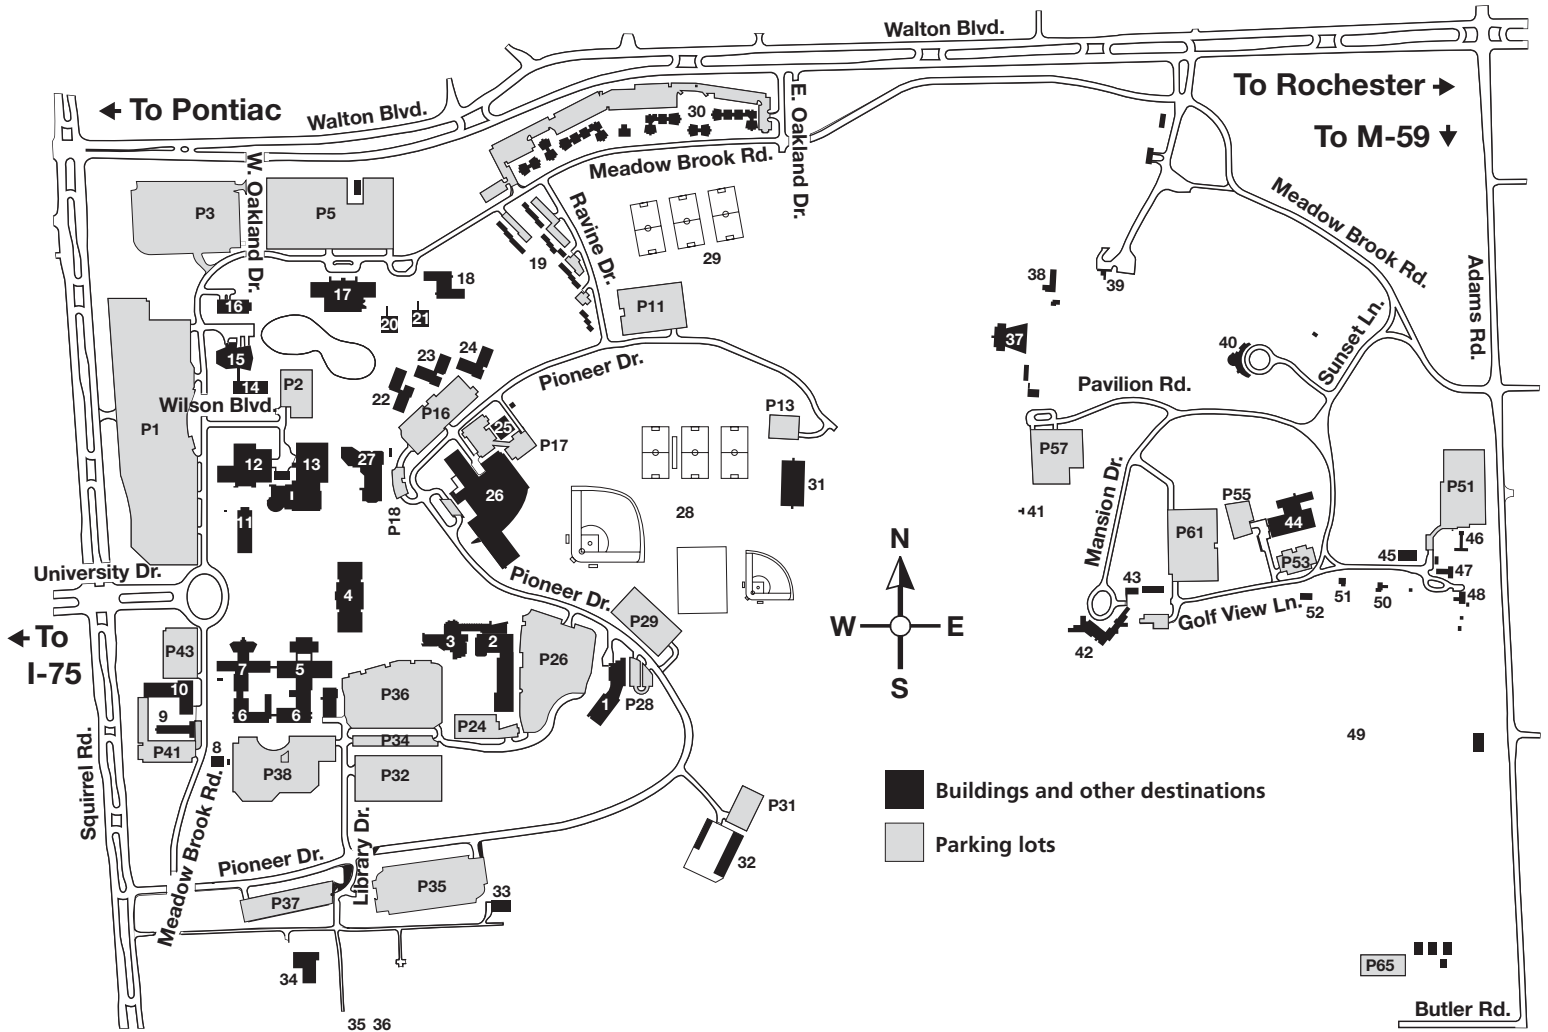 Walton Blvd.
To Rochester
To Pontiac
Walton Blvd.
30
E. Oakland Dr.
To M-59
W. Oakland Dr.
Meadow Brook Rd.
P3
P5
Ravine Dr.
Meadow Brook Rd.
29
19
18
38
39
Adams Rd.
17
16
20
21
P11
37
40
Sunset Ln.
15
23
24
14
P2
22
Pioneer Dr.
Pavilion Rd.
Wilson Blvd.
P16
P13
P1
25
P17
P57
12
13
27
26
31
P51
Mansion Dr.
P55
11
P18
28
41
44
P61
46
N
45
P53
47
University Dr.
Pioneer Dr.
43
4
51
50
48
52
Golf View Ln.
To
I-75
W
E
P29
3
2
42
P43
7
5
P26
S
10
P36
1
P28
9
6
6
P24
49
P41
8
P34
Squirrel Rd.
P38
P32
Buildings and other destinations
P31
Meadow Brook Rd.
Library Dr.
Parking lots
Pioneer Dr.
32
P35
33
P37
34
P65
Butler Rd.
35 36